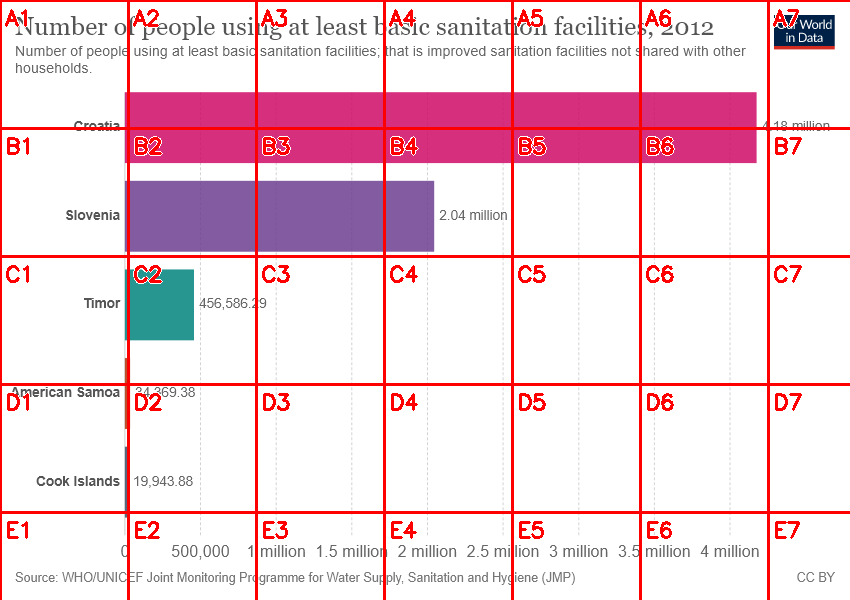 Number of people using at least basic sanitation facilities, 2012
Our World
in Data
Number of people using at least basic sanitation facilities; that is improved sanitation facilities not shared with other
households.
Croatia 4.18 million
Slovenia 2.04 million
Timor 456,586.29
American Samoa 34,369.38
Cook Islands 19,943.88
0 500,000 1 million 1.5 million 2 million 2.5 million 3 million 3.5 million 4 million
Source: WHO/UNICEF Joint Monitoring Programme for Water Supply, Sanitation and Hygiene (JMP)
CC BY
A1 A2 A3 A4 A5 A6 A7
B1 B2 B3 B4 B5 B6 B7
C1 C2 C3 C4 C5 C6 C7
D1 D2 D3 D4 D5 D6 D7
E1 E2 E3 E4 E5 E6 E7